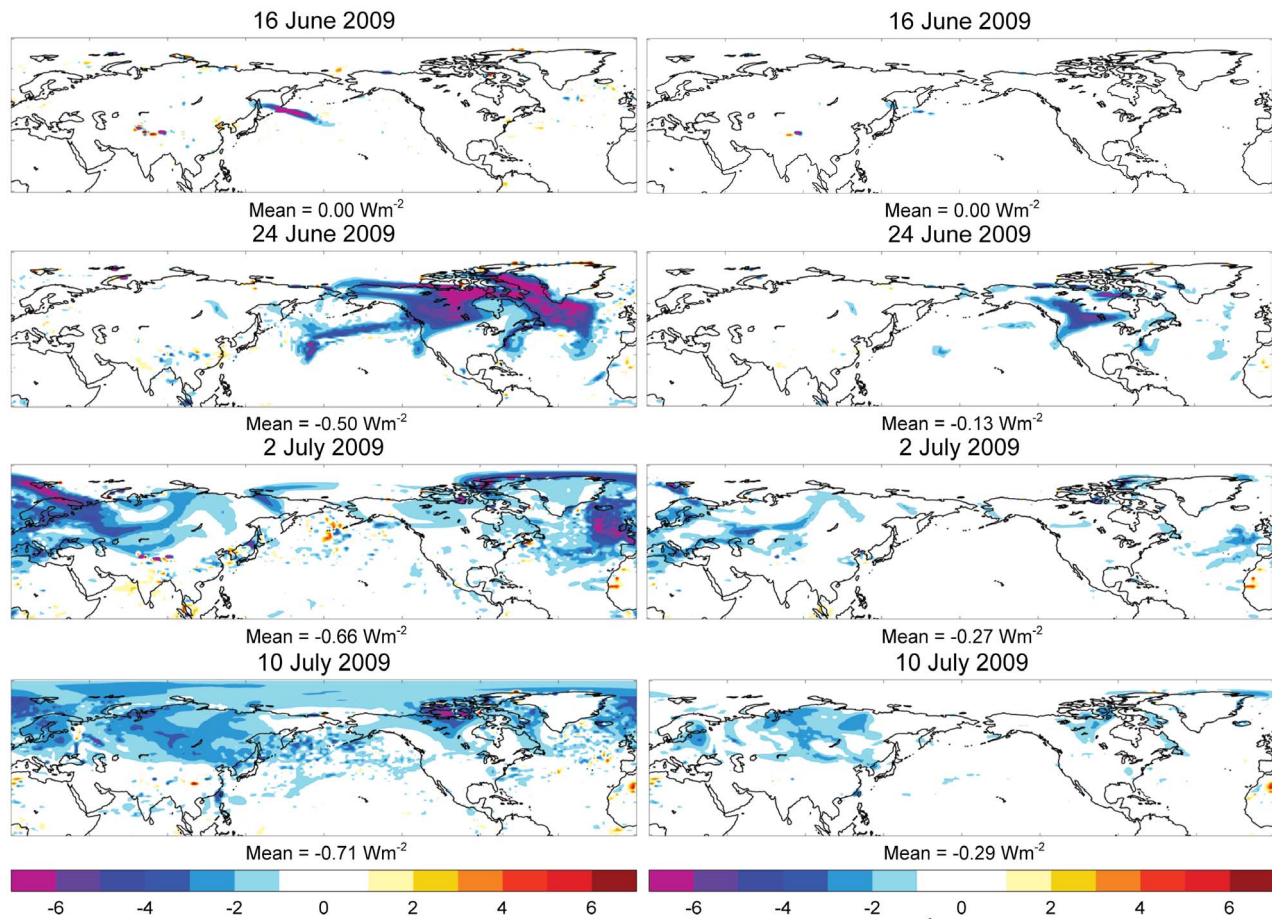 16 June 2009
16 June 2009
Mean = 0.00 Wm⁻²
Mean = 0.00 Wm⁻²
24 June 2009
24 June 2009
Mean = -0.50 Wm⁻²
Mean = -0.13 Wm⁻²
2 July 2009
2 July 2009
Mean = -0.66 Wm⁻²
Mean = -0.27 Wm⁻²
10 July 2009
10 July 2009
Mean = -0.71 Wm⁻²
Mean = -0.29 Wm⁻²
-6 -4 -2 0 2 4 6
-6 -4 -2 0 2 4 6